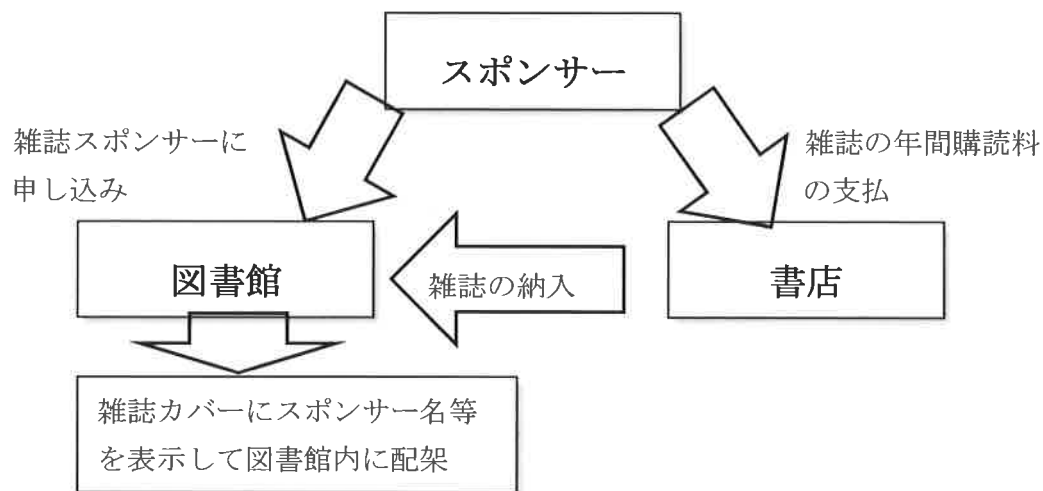 スポンサー
雑誌スポンサーに
申し込み
雑誌の年間購読料
の支払
図書館
雑誌の納入
書店
雑誌カバーにスポンサー名等
を表示して図書館内に配架